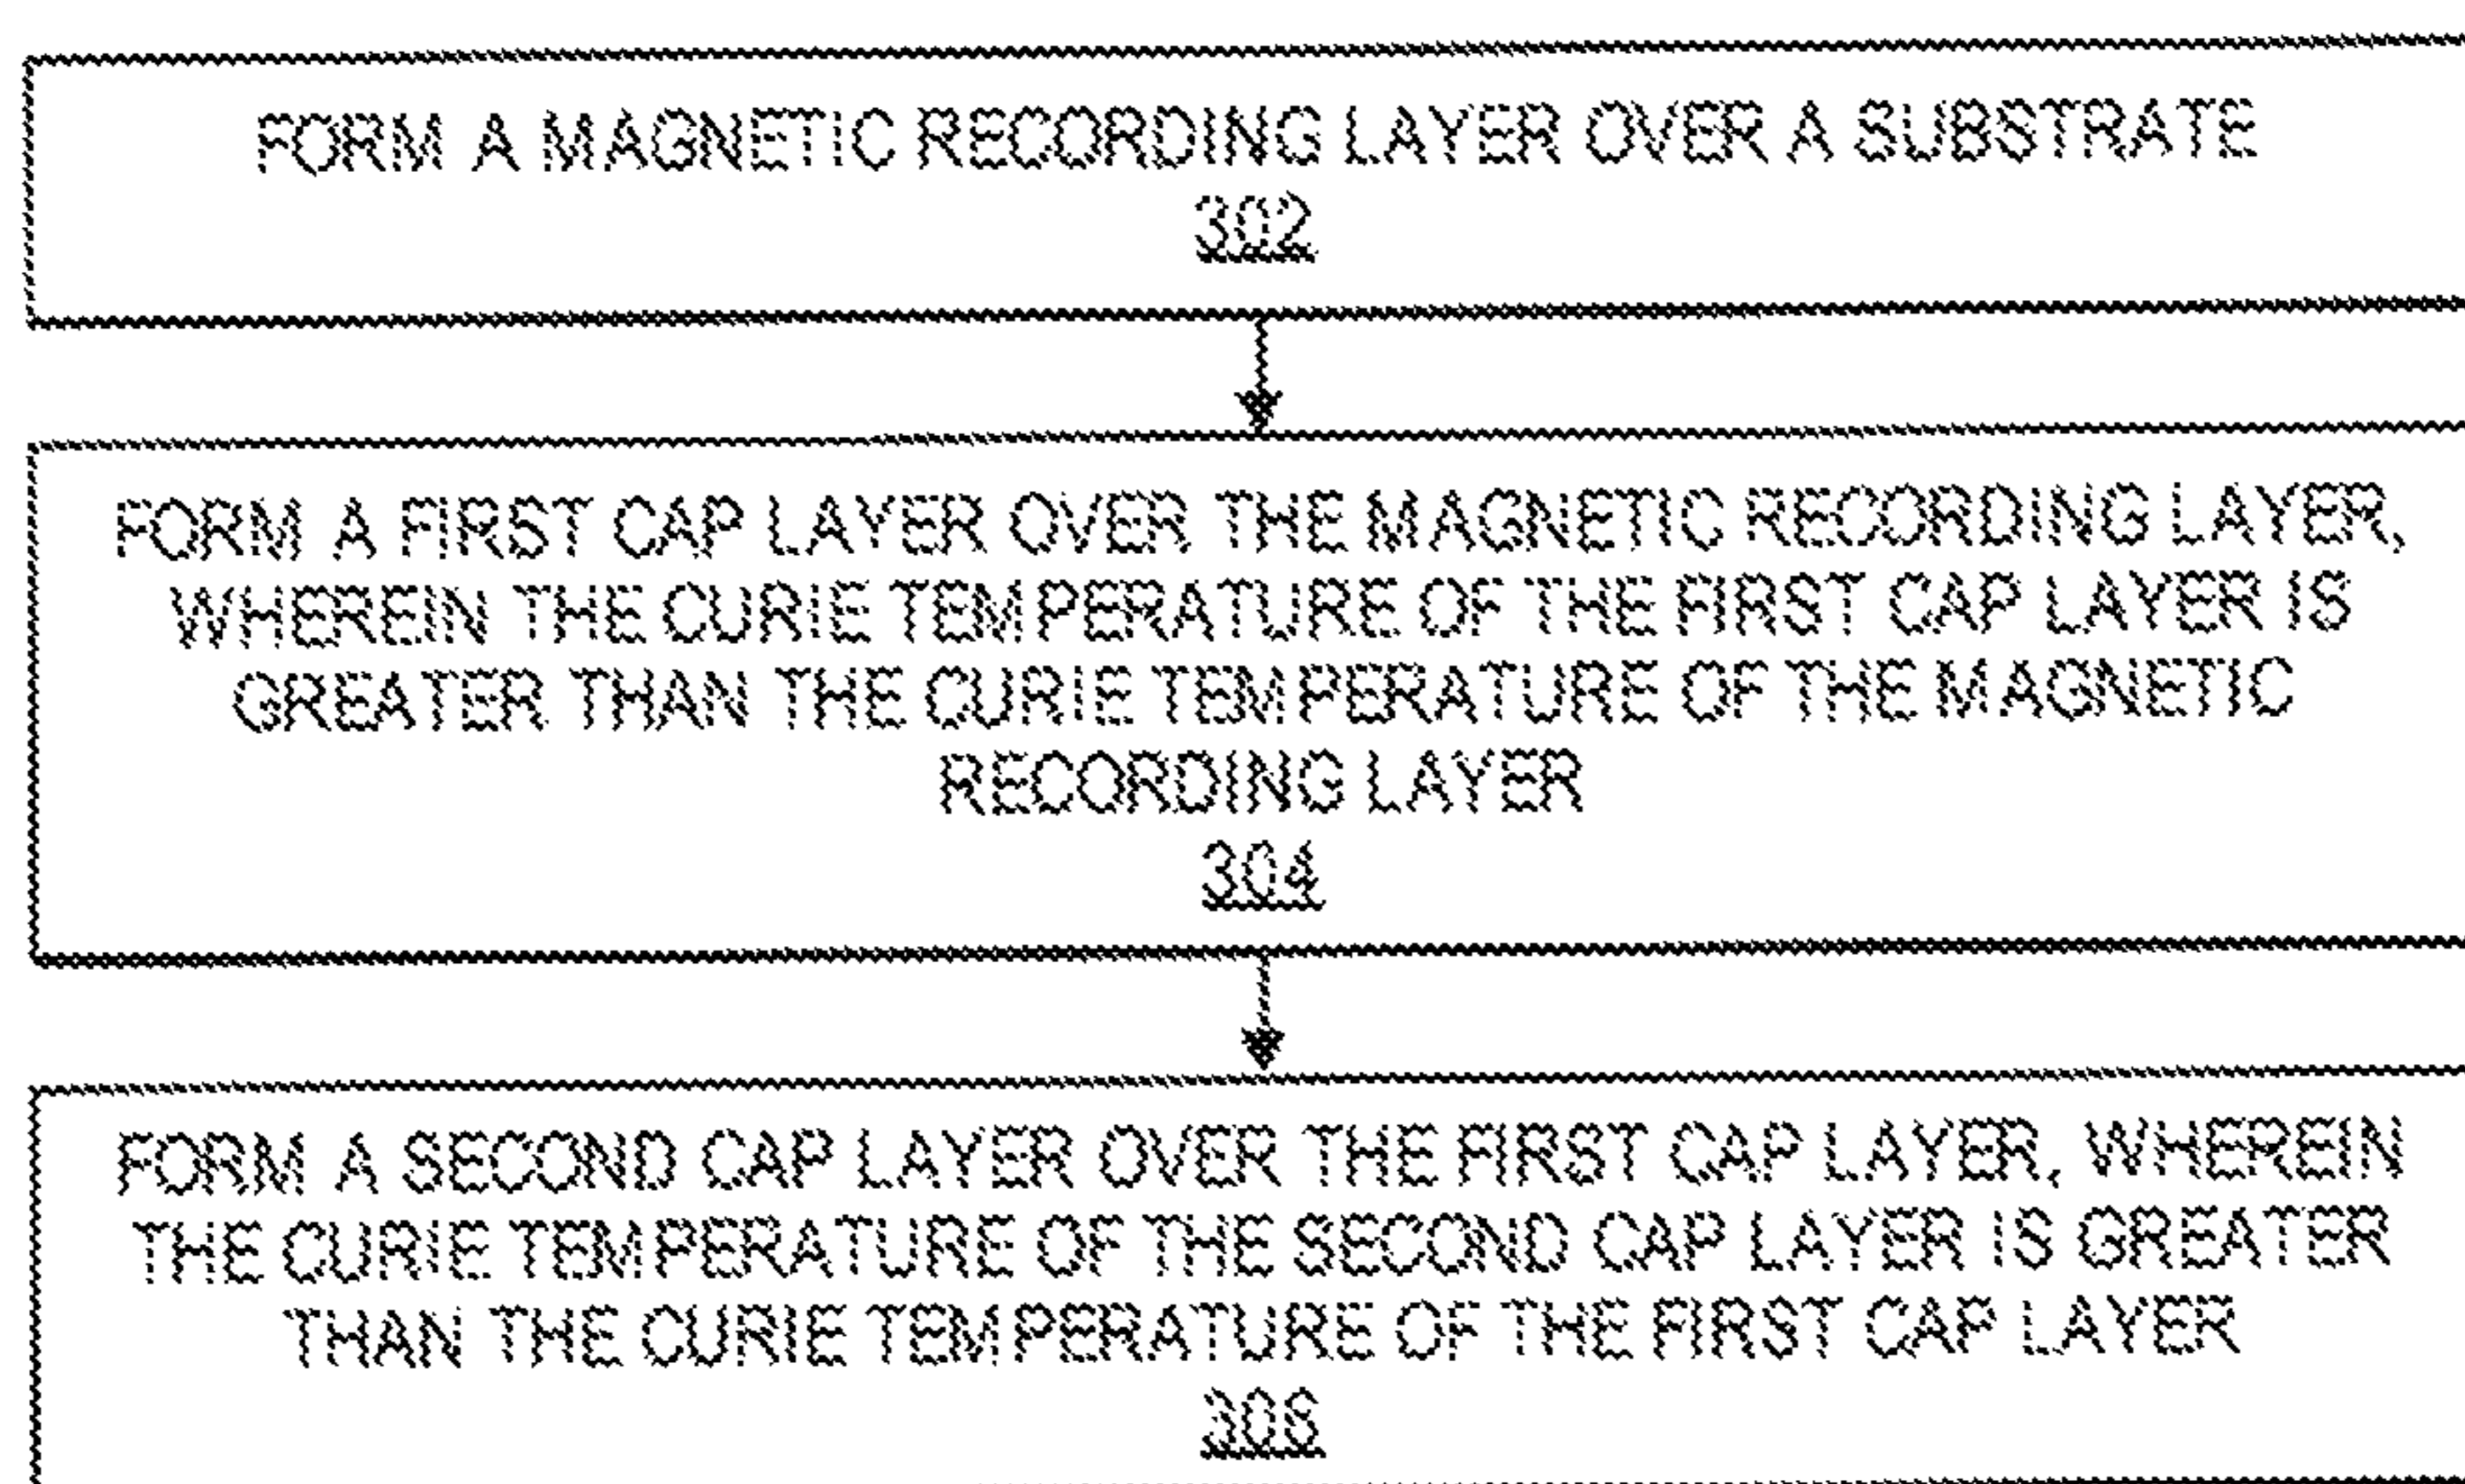 FORM A MAGNETIC RECORDING LAYER OVER A SUBSTRATE
302
FORM A FIRST CAP LAYER OVER THE MAGNETIC RECORDING LAYER,
WHEREIN THE CURIE TEMPERATURE OF THE FIRST CAP LAYER IS
GREATER THAN THE CURIE TEMPERATURE OF THE MAGNETIC
RECORDING LAYER
304
FORM A SECOND CAP LAYER OVER THE FIRST CAP LAYER, WHEREIN
THE CURIE TEMPERATURE OF THE SECOND CAP LAYER IS GREATER
THAN THE CURIE TEMPERATURE OF THE FIRST CAP LAYER
306